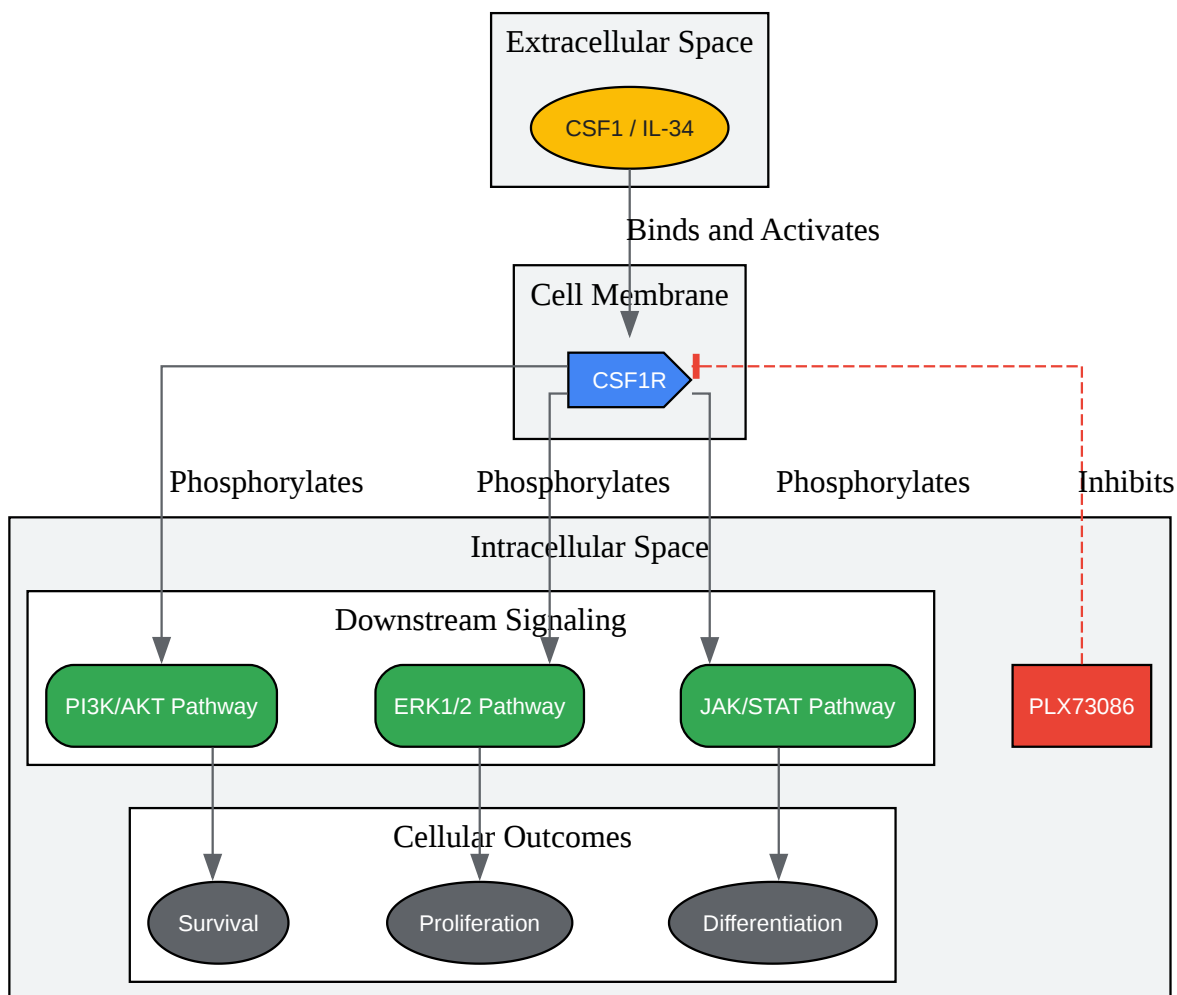 Extracellular Space
CSF1 / IL-34
Binds and Activates
Cell Membrane
CSF1R
Phosphorylates
Phosphorylates
Phosphorylates
Inhibits
Intracellular Space
Downstream Signaling
PI3K/AKT Pathway
ERK1/2 Pathway
JAK/STAT Pathway
PLX73086
Cellular Outcomes
Survival
Proliferation
Differentiation